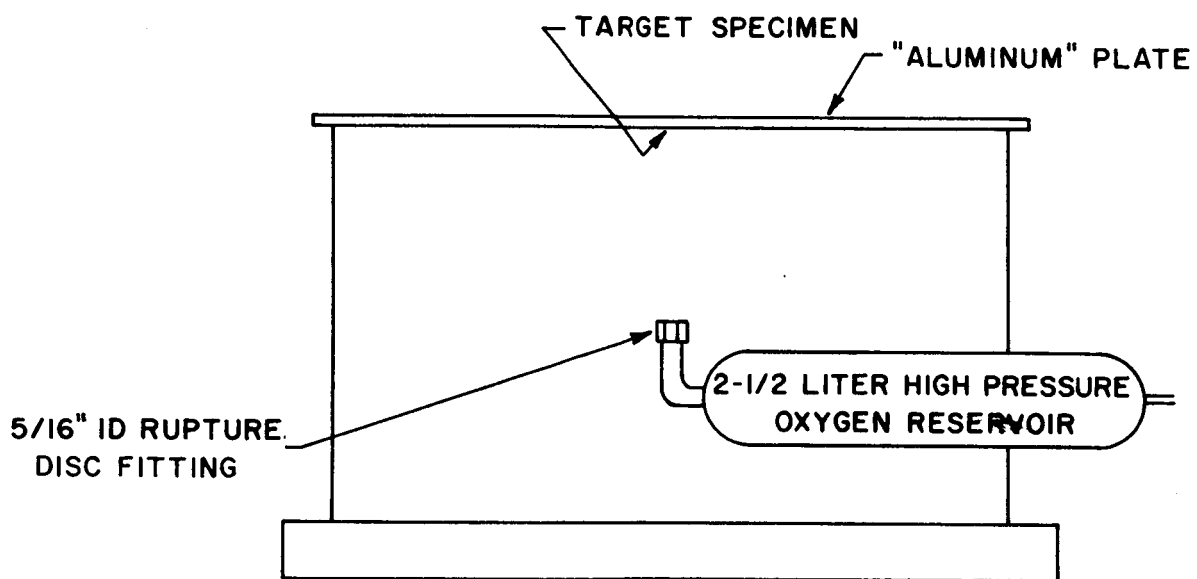 TARGET SPECIMEN
"ALUMINUM" PLATE
2-1/2 LITER HIGH PRESSURE
OXYGEN RESERVOIR
5/16" ID RUPTURE
DISC FITTING